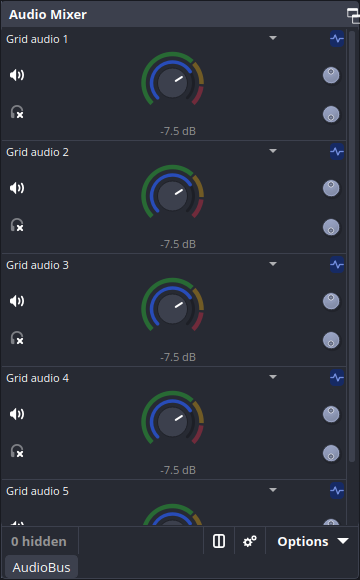 Audio Mixer
Grid audio 1
-7.5 dB
Grid audio 2
-7.5 dB
Grid audio 3
-7.5 dB
Grid audio 4
-7.5 dB
Grid audio 5
0 hidden
Options
AudioBus